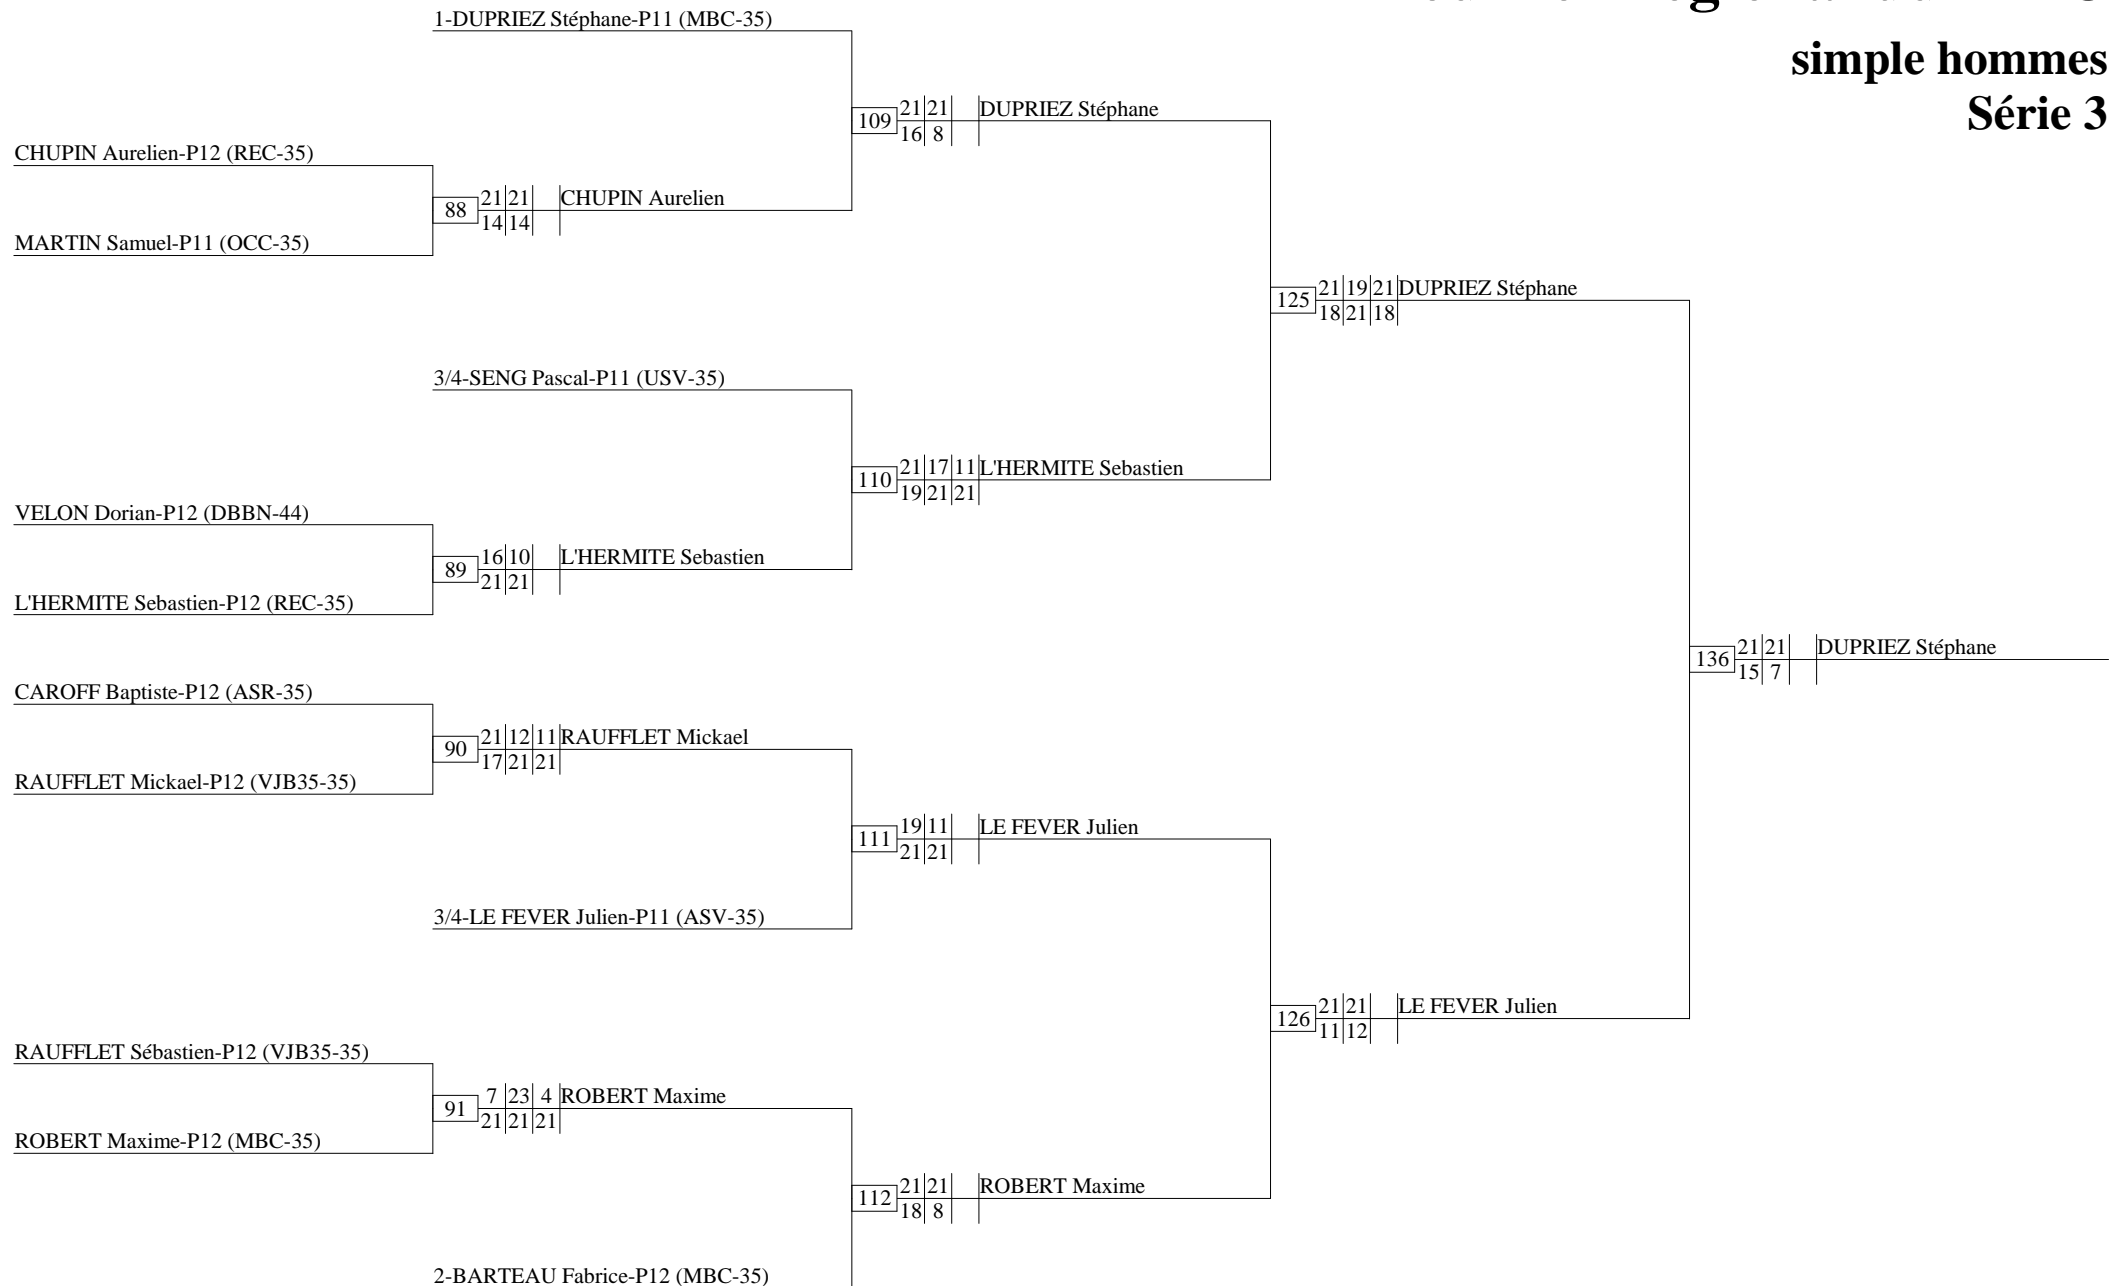 simple hommes
Série 3
1-DUPRIEZ Stéphane-P11 (MBC-35)
109 21 21 DUPRIEZ Stéphane
16 8
CHUPIN Aurelien-P12 (REC-35)
88 21 21 CHUPIN Aurelien
14 14
MARTIN Samuel-P11 (OCC-35)
125 21 19 21 DUPRIEZ Stéphane
18 21 18
3/4-SENG Pascal-P11 (USV-35)
110 21 17 11 L'HERMITE Sebastien
19 21 21
VELON Dorian-P12 (DBBN-44)
89 16 10 L'HERMITE Sebastien
21 21
L'HERMITE Sebastien-P12 (REC-35)
136 21 21 DUPRIEZ Stéphane
15 7
CAROFF Baptiste-P12 (ASR-35)
90 21 12 11 RAUFFLET Mickael
17 21 21
RAUFFLET Mickael-P12 (VJB35-35)
111 19 11 LE FEVER Julien
21 21
3/4-LE FEVER Julien-P11 (ASV-35)
126 21 21 LE FEVER Julien
11 12
RAUFFLET Sébastien-P12 (VJB35-35)
91 7 23 4 ROBERT Maxime
21 21 21
ROBERT Maxime-P12 (MBC-35)
112 21 21 ROBERT Maxime
18 8
2-BARTEAU Fabrice-P12 (MBC-35)